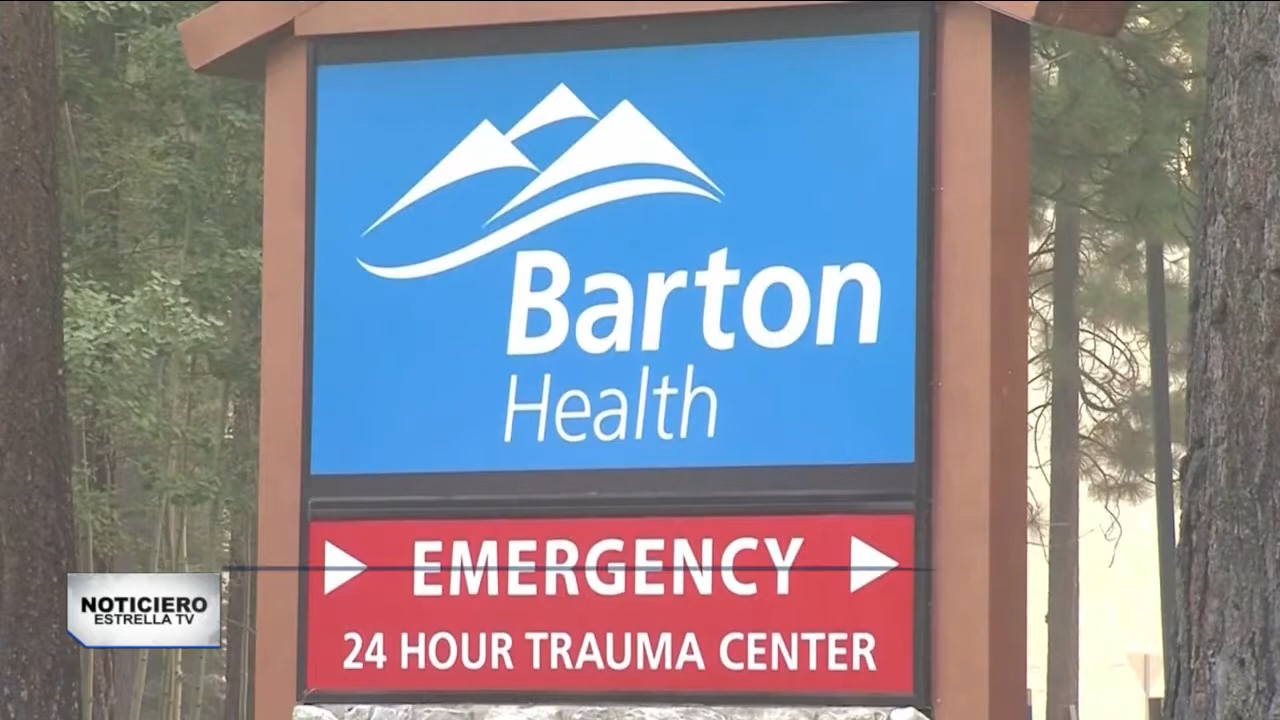 Barton
Health
EMERGENCY
24 HOUR TRAUMA CENTER
NOTICIERO
ESTRELLA TV